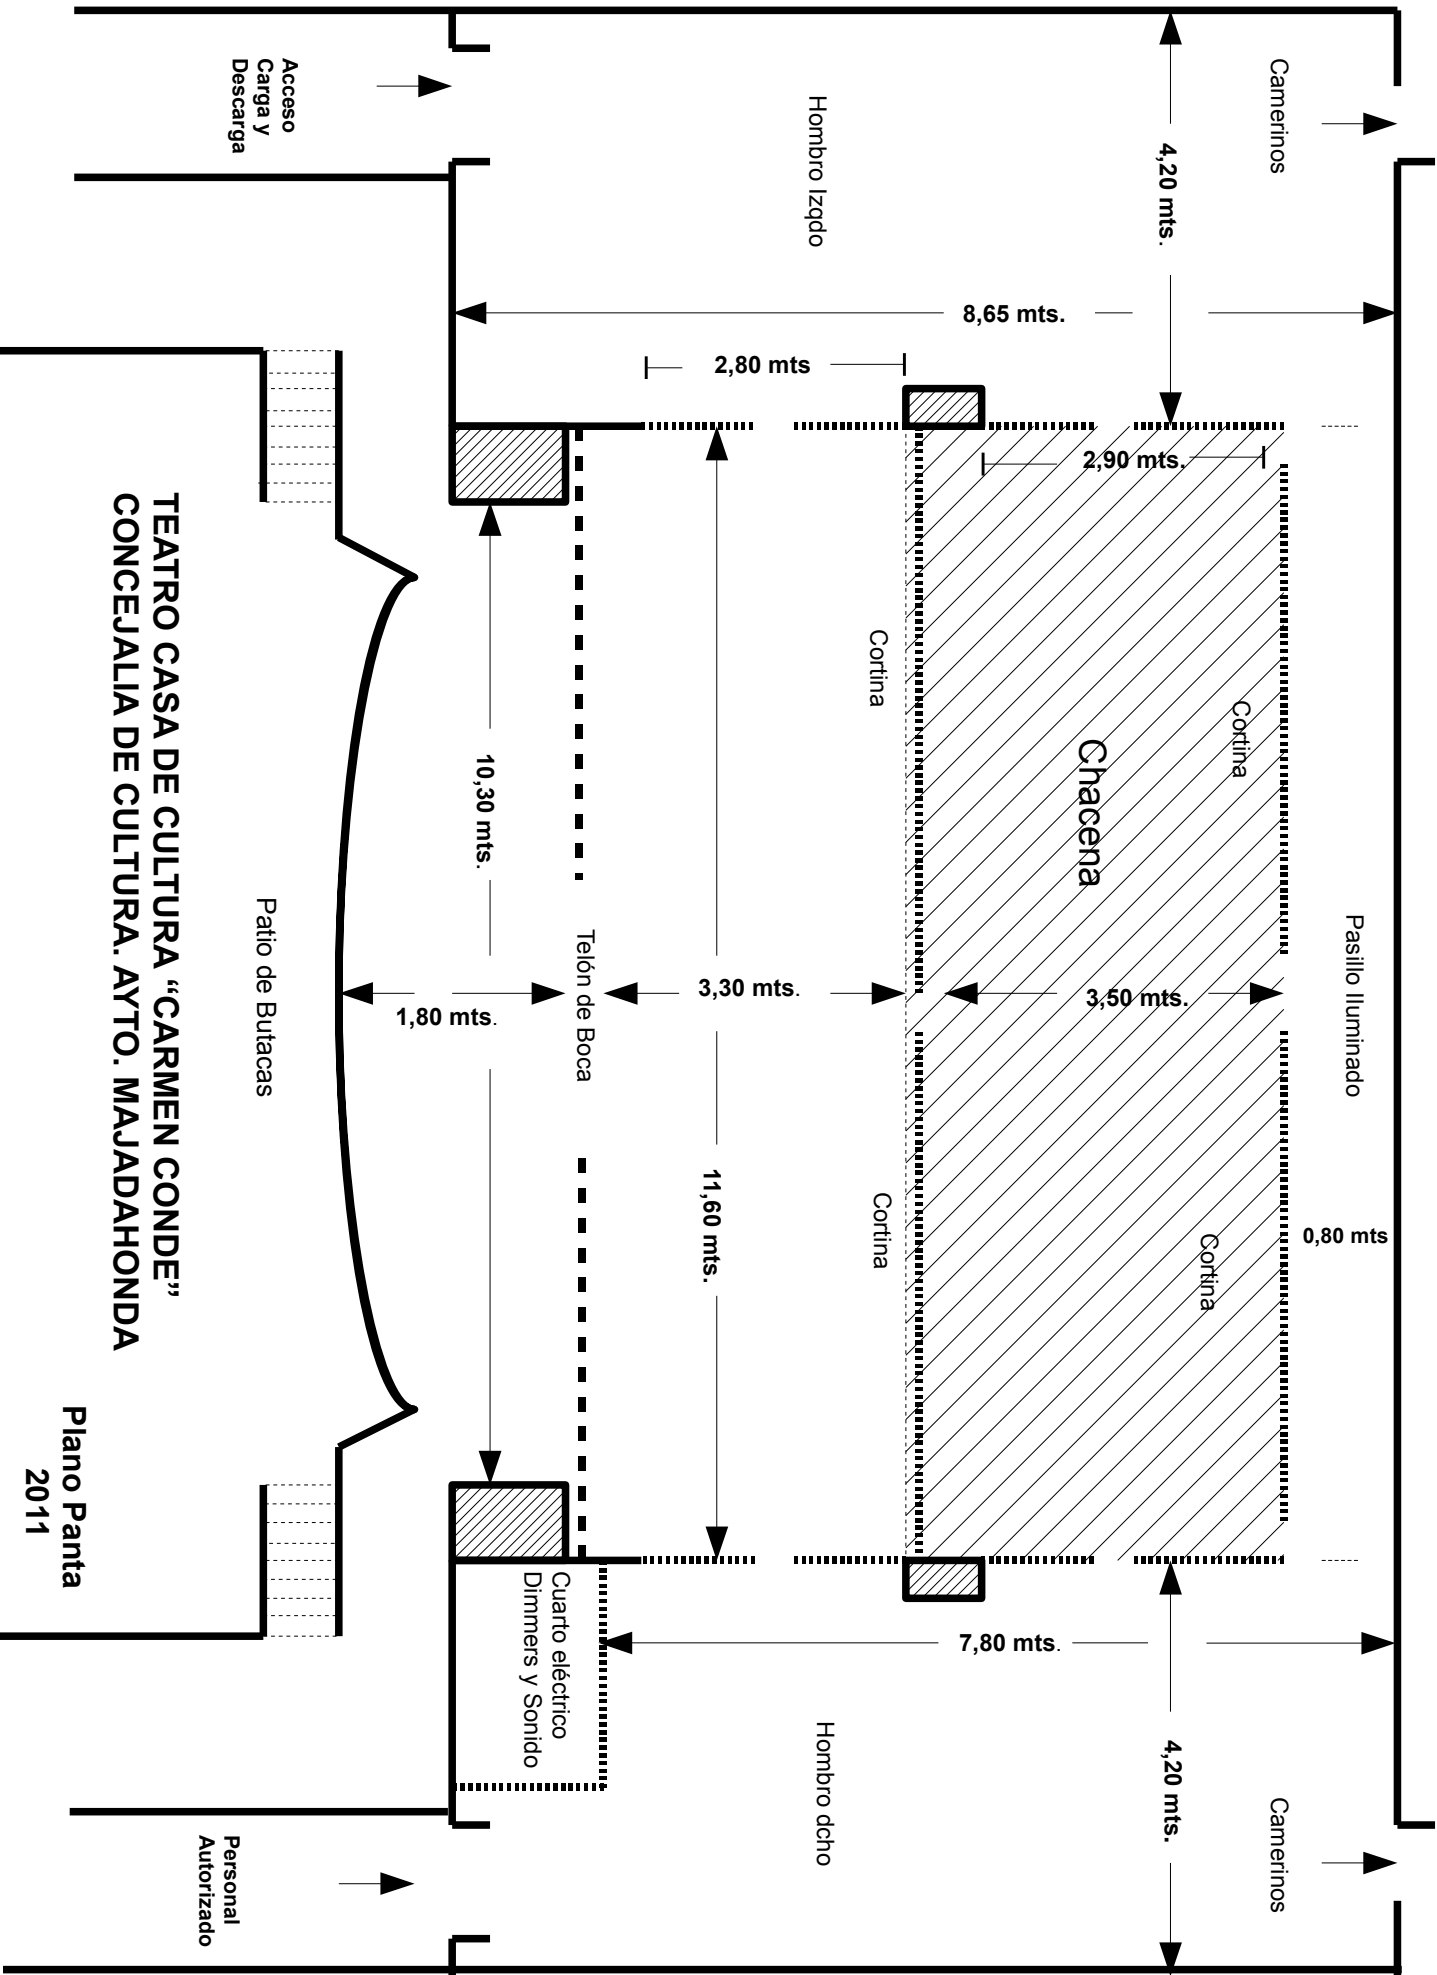 Camerinos
Pasillo Iluminado
0,80 mts
Camerinos
4,20 mts.
2,90 mts.
Cortina
Cortina
Chacena
3,50 mts.
4,20 mts.
Hombro Izqdo
8,65 mts.
2,80 mts
Cortina
Cortina
3,30 mts.
11,60 mts.
7,80 mts.
Hombro dcho
Telón de Boca
10,30 mts.
1,80 mts.
Cuarto eléctrico
Dimmers y Sonido
Acceso
Carga y
Descarga
Patio de Butacas
Personal
Autorizado
TEATRO CASA DE CULTURA “CARMEN CONDE”
CONCEJALIA DE CULTURA. AYTO. MAJADAHONDA
Plano Panta
2011